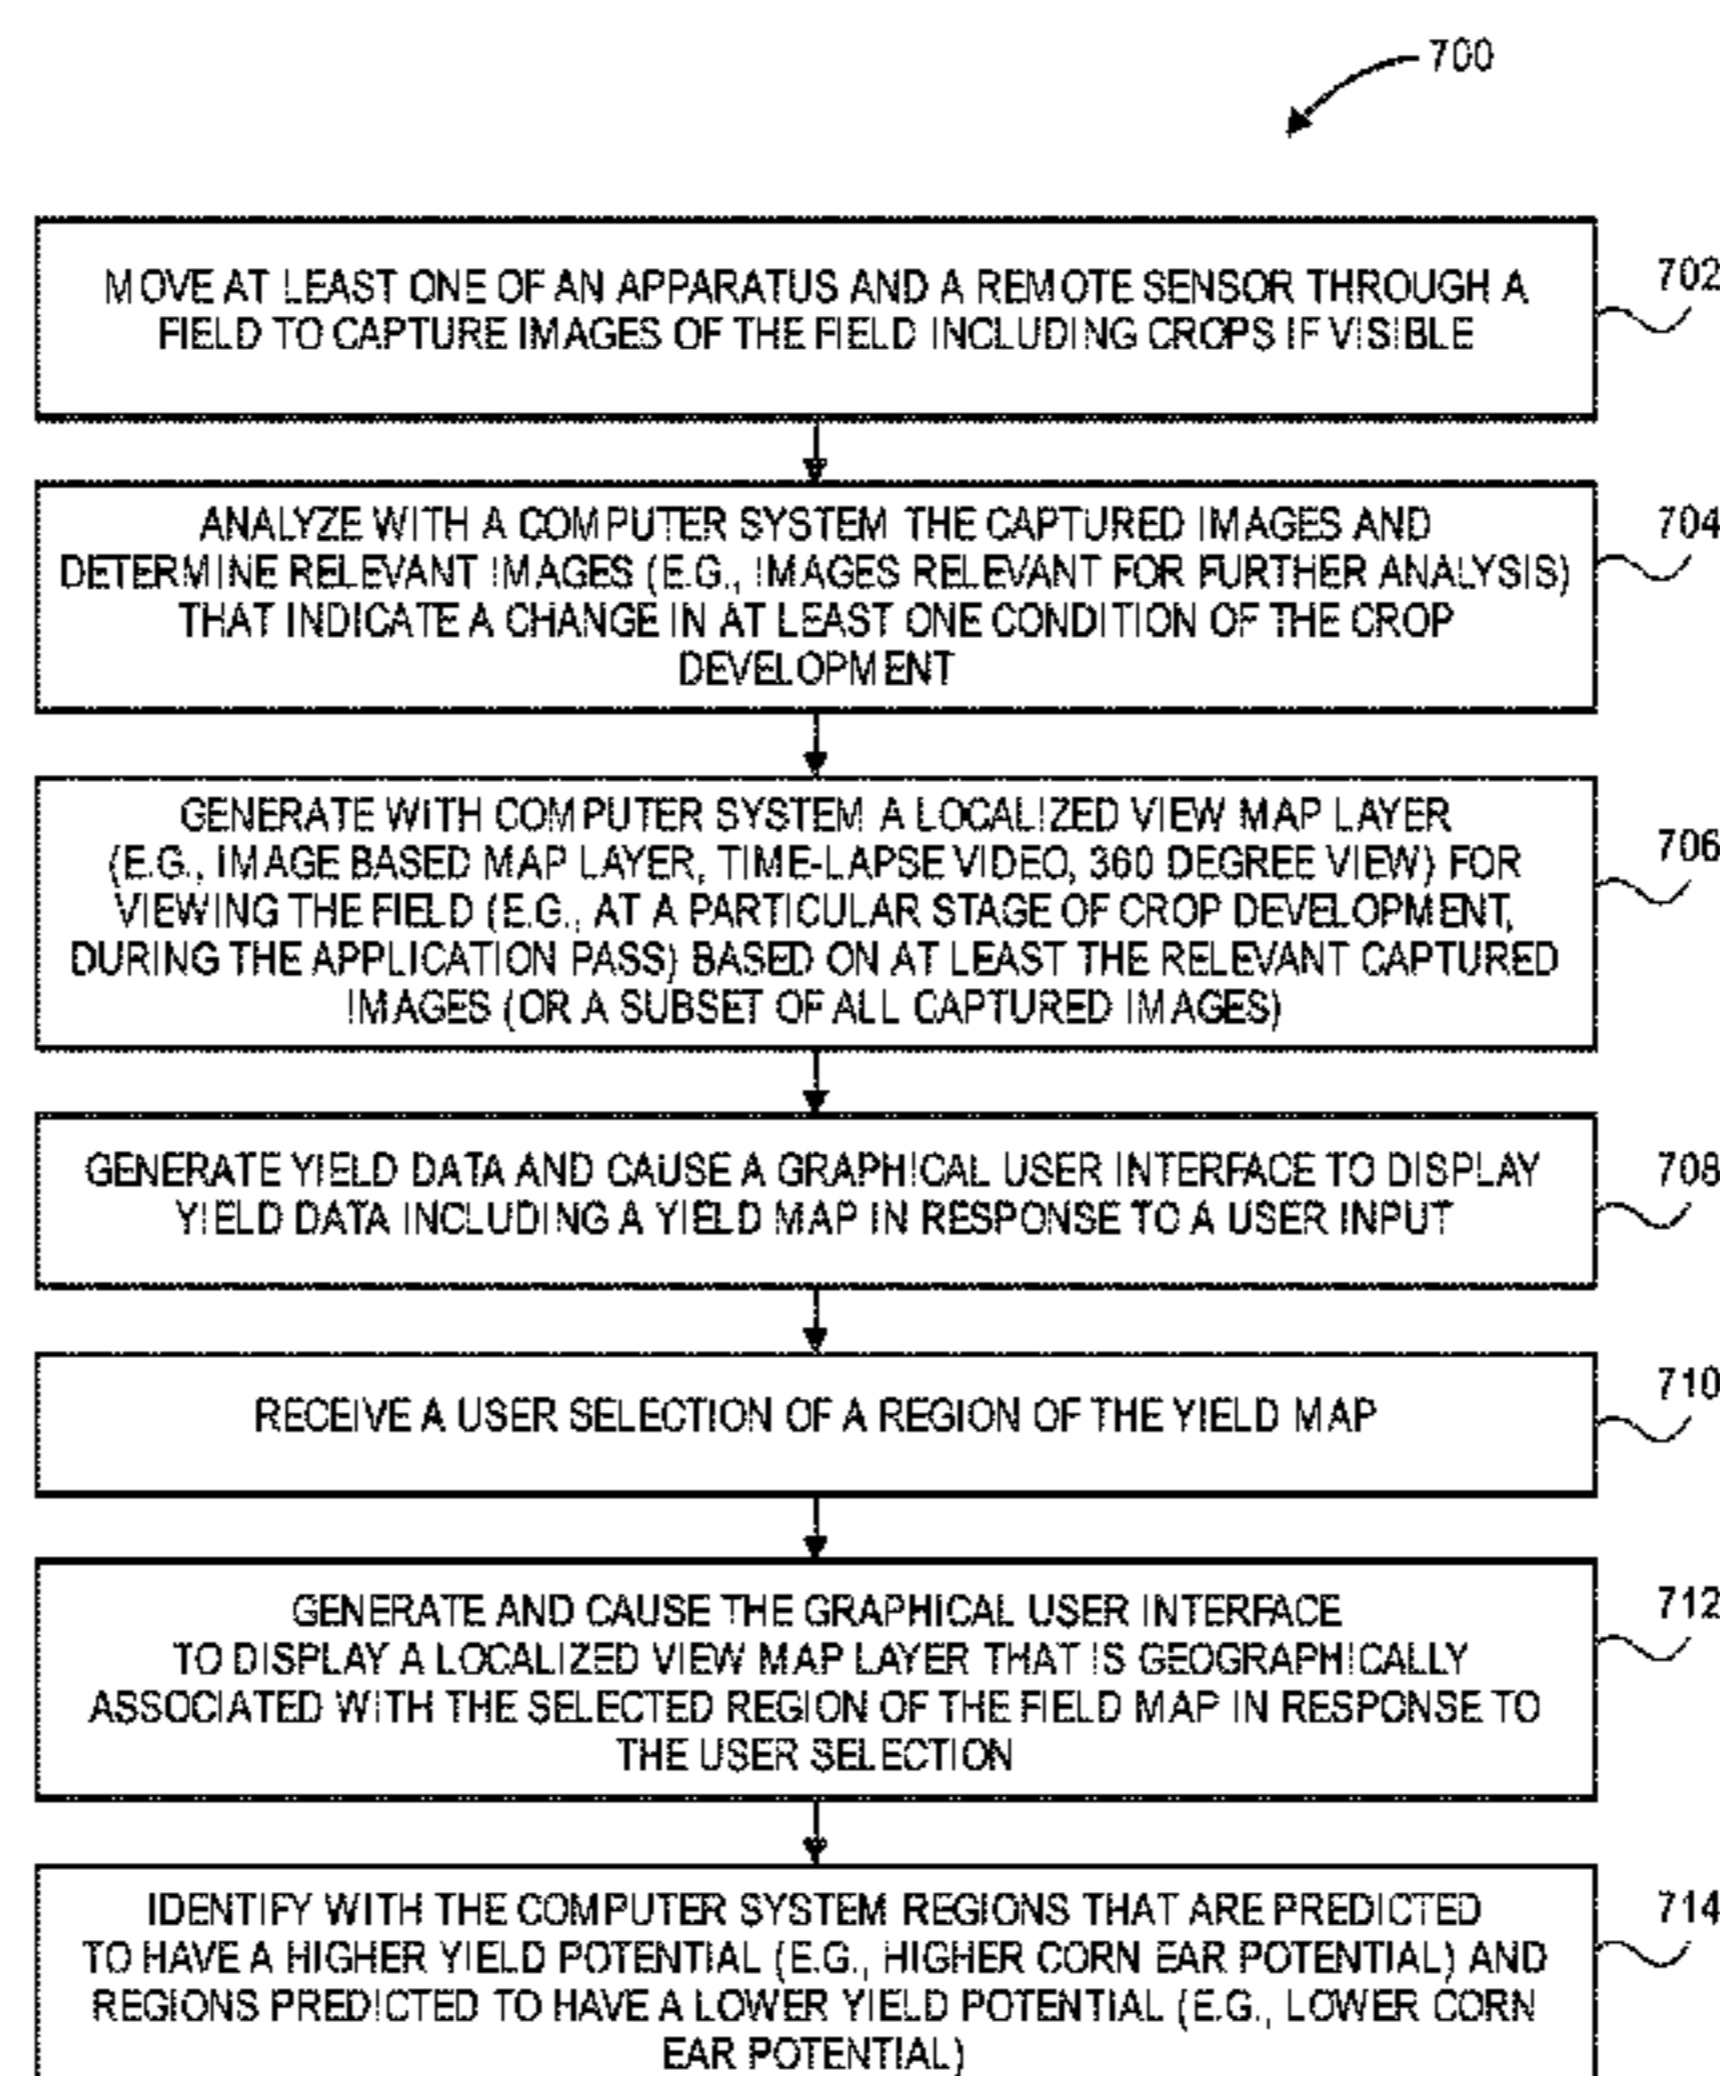 700
MOVE AT LEAST ONE OF AN APPARATUS AND A REMOTE SENSOR THROUGH A
FIELD TO CAPTURE IMAGES OF THE FIELD INCLUDING CROPS IF VISIBLE
702
ANALYZE WITH A COMPUTER SYSTEM THE CAPTURED IMAGES AND
DETERMINE RELEVANT IMAGES (E.G., IMAGES RELEVANT FOR FURTHER ANALYSIS)
THAT INDICATE A CHANGE IN AT LEAST ONE CONDITION OF THE CROP
DEVELOPMENT
704
GENERATE WITH COMPUTER SYSTEM A LOCALIZED VIEW MAP LAYER
(E.G., IMAGE BASED MAP LAYER, TIME-LAPSE VIDEO, 360 DEGREE VIEW) FOR
VIEWING THE FIELD (E.G., AT A PARTICULAR STAGE OF CROP DEVELOPMENT,
DURING THE APPLICATION PASS) BASED ON AT LEAST THE RELEVANT CAPTURED
IMAGES (OR A SUBSET OF ALL CAPTURED IMAGES)
706
GENERATE YIELD DATA AND CAUSE A GRAPHICAL USER INTERFACE TO DISPLAY
YIELD DATA INCLUDING A YIELD MAP IN RESPONSE TO A USER INPUT
708
RECEIVE A USER SELECTION OF A REGION OF THE YIELD MAP
710
GENERATE AND CAUSE THE GRAPHICAL USER INTERFACE
TO DISPLAY A LOCALIZED VIEW MAP LAYER THAT IS GEOGRAPHICALLY
ASSOCIATED WITH THE SELECTED REGION OF THE FIELD MAP IN RESPONSE TO
THE USER SELECTION
712
IDENTIFY WITH THE COMPUTER SYSTEM REGIONS THAT ARE PREDICTED
TO HAVE A HIGHER YIELD POTENTIAL (E.G., HIGHER CORN EAR POTENTIAL) AND
REGIONS PREDICTED TO HAVE A LOWER YIELD POTENTIAL (E.G., LOWER CORN
EAR POTENTIAL)
714